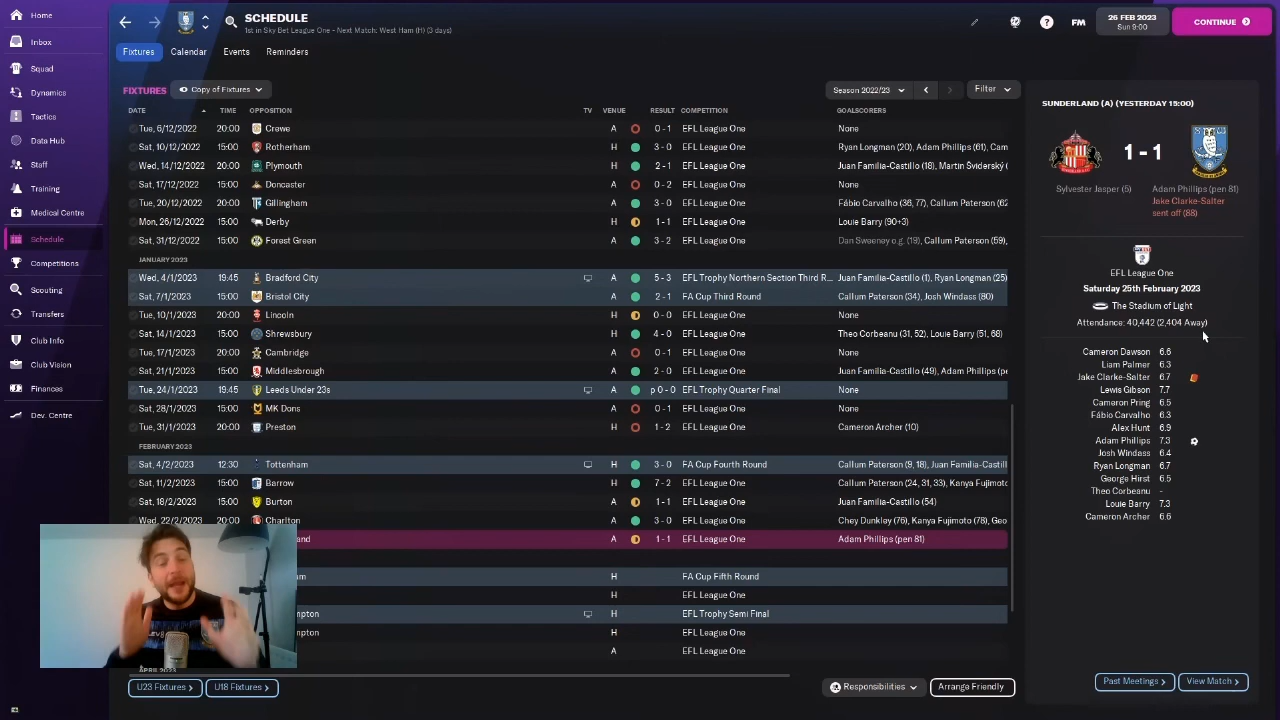 Home
Inbox
Squad
Dynamics
Tactics
Data Hub
Staff
Training
Medical Centre
Schedule
Competitions
Scouting
Transfers
Club Info
Club Vision
Finances
Dev. Centre
SCHEDULE
1st in Sky Bet League One - Next Match: West Ham (H) (3 days)
FM
26 FEB 2023
Sun 9:00
CONTINUE
Fixtures Calendar Events Reminders
FIXTURES Copy of Fixtures Season 2022/23 Filter
DATE TIME OPPOSITION TV VENUE RESULT COMPETITION GOALSCORERS
Tue, 6/12/2022 20:00 Crewe A 0 - 1 EFL League One None
Sat, 10/12/2022 15:00 Rotherham H 3 - 0 EFL League One Ryan Longman (20), Adam Phillips (61), Cam
Wed, 14/12/2022 20:00 Plymouth H 2 - 1 EFL League One Juan Familia-Castillo (18), Martin Šviderský (
Sat, 17/12/2022 15:00 Doncaster A 0 - 2 EFL League One None
Tue, 20/12/2022 20:00 Gillingham A 3 - 0 EFL League One Fábio Carvalho (36, 77), Callum Paterson (62
Mon, 26/12/2022 15:00 Derby H 1 - 1 EFL League One Louie Barry (90+3)
Sat, 31/12/2022 15:00 Forest Green A 3 - 2 EFL League One Dan Sweeney o.g. (19), Callum Paterson (59),
JANUARY 2023
Wed, 4/1/2023 19:45 Bradford City A 5 - 3 EFL Trophy Northern Section Third R... Juan Familia-Castillo (1), Ryan Longman (25)
Sat, 7/1/2023 15:00 Bristol City A 2 - 1 FA Cup Third Round Callum Paterson (34), Josh Windass (80)
Tue, 10/1/2023 20:00 Lincoln A 0 - 0 EFL League One None
Sat, 14/1/2023 15:00 Shrewsbury H 4 - 0 EFL League One Theo Corbeanu (31, 52), Louie Barry (51, 68)
Tue, 17/1/2023 20:00 Cambridge A 0 - 1 EFL League One None
Sat, 21/1/2023 15:00 Middlesbrough A 2 - 0 EFL League One Juan Familia-Castillo (49), Adam Phillips (pe
Tue, 24/1/2023 19:45 Leeds Under 23s A p 0 - 0 EFL Trophy Quarter Final None
Sat, 28/1/2023 15:00 MK Dons A 0 - 1 EFL League One None
Tue, 31/1/2023 20:00 Preston H 1 - 2 EFL League One Cameron Archer (10)
FEBRUARY 2023
Sat, 4/2/2023 12:30 Tottenham H 3 - 0 FA Cup Fourth Round Callum Paterson (9, 18), Juan Familia-Castill
Sat, 11/2/2023 15:00 Barrow H 7 - 2 EFL League One Callum Paterson (24, 31, 33), Kanya Fujimoto
Sat, 18/2/2023 15:00 Burton A 1 - 1 EFL League One Juan Familia-Castillo (54)
Wed, 22/2/2023 20:00 Charlton A 3 - 0 EFL League One Chey Dunkley (76), Kanya Fujimoto (78), Geo
and A 1 - 1 EFL League One Adam Phillips (pen 81)
am H FA Cup Fifth Round
H EFL League One
mpton H EFL Trophy Semi Final
mpton H EFL League One
A EFL League One
APRIL 2023
U23 Fixtures U18 Fixtures Responsibilities Arrange Friendly
SUNDERLAND (A) (YESTERDAY 15:00)
1 - 1
Sylvester Jasper (5) Adam Phillips (pen 81)
Jake Clarke-Salter
sent off (88)
EFL League One
Saturday 25th February 2023
The Stadium of Light
Attendance: 40,442 (2,404 Away)
Cameron Dawson 6.6
Liam Palmer 6.3
Jake Clarke-Salter 6.7
Lewis Gibson 7.7
Cameron Pring 6.5
Fábio Carvalho 6.3
Alex Hunt 6.9
Adam Phillips 7.3
Josh Windass 6.4
Ryan Longman 6.7
George Hirst 6.5
Theo Corbeanu -
Louie Barry 7.3
Cameron Archer 6.6
Past Meetings View Match